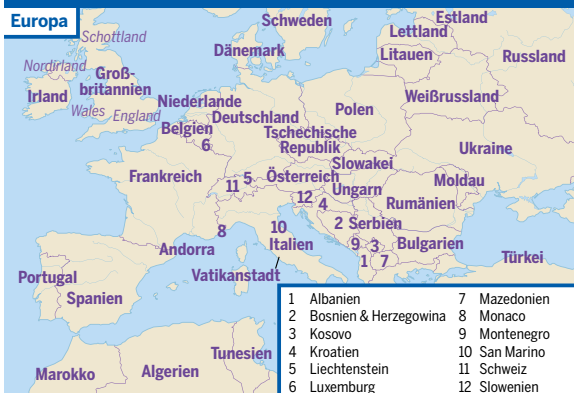 Europa
Schweden
Estland
Schottland
Lettland
Dänemark
Litauen
Russland
Nordirland
Groß-
britannien
Irland
Niederlande
Weißrussland
Wales
England
Deutschland
Polen
Belgien
Tschechische
Republik
6
Ukraine
Slowakei
Frankreich
11
5
Österreich
Moldau
12
4
Ungarn
Rumänien
2
Serbien
8
10
Italien
9
3
Bulgarien
Andorra
1
7
Türkei
Portugal
Vatikanstadt
Spanien
Tunesien
Marokko
Algerien
1 Albanien
2 Bosnien & Herzegowina
3 Kosovo
4 Kroatien
5 Liechtenstein
6 Luxemburg
7 Mazedonien
8 Monaco
9 Montenegro
10 San Marino
11 Schweiz
12 Slowenien